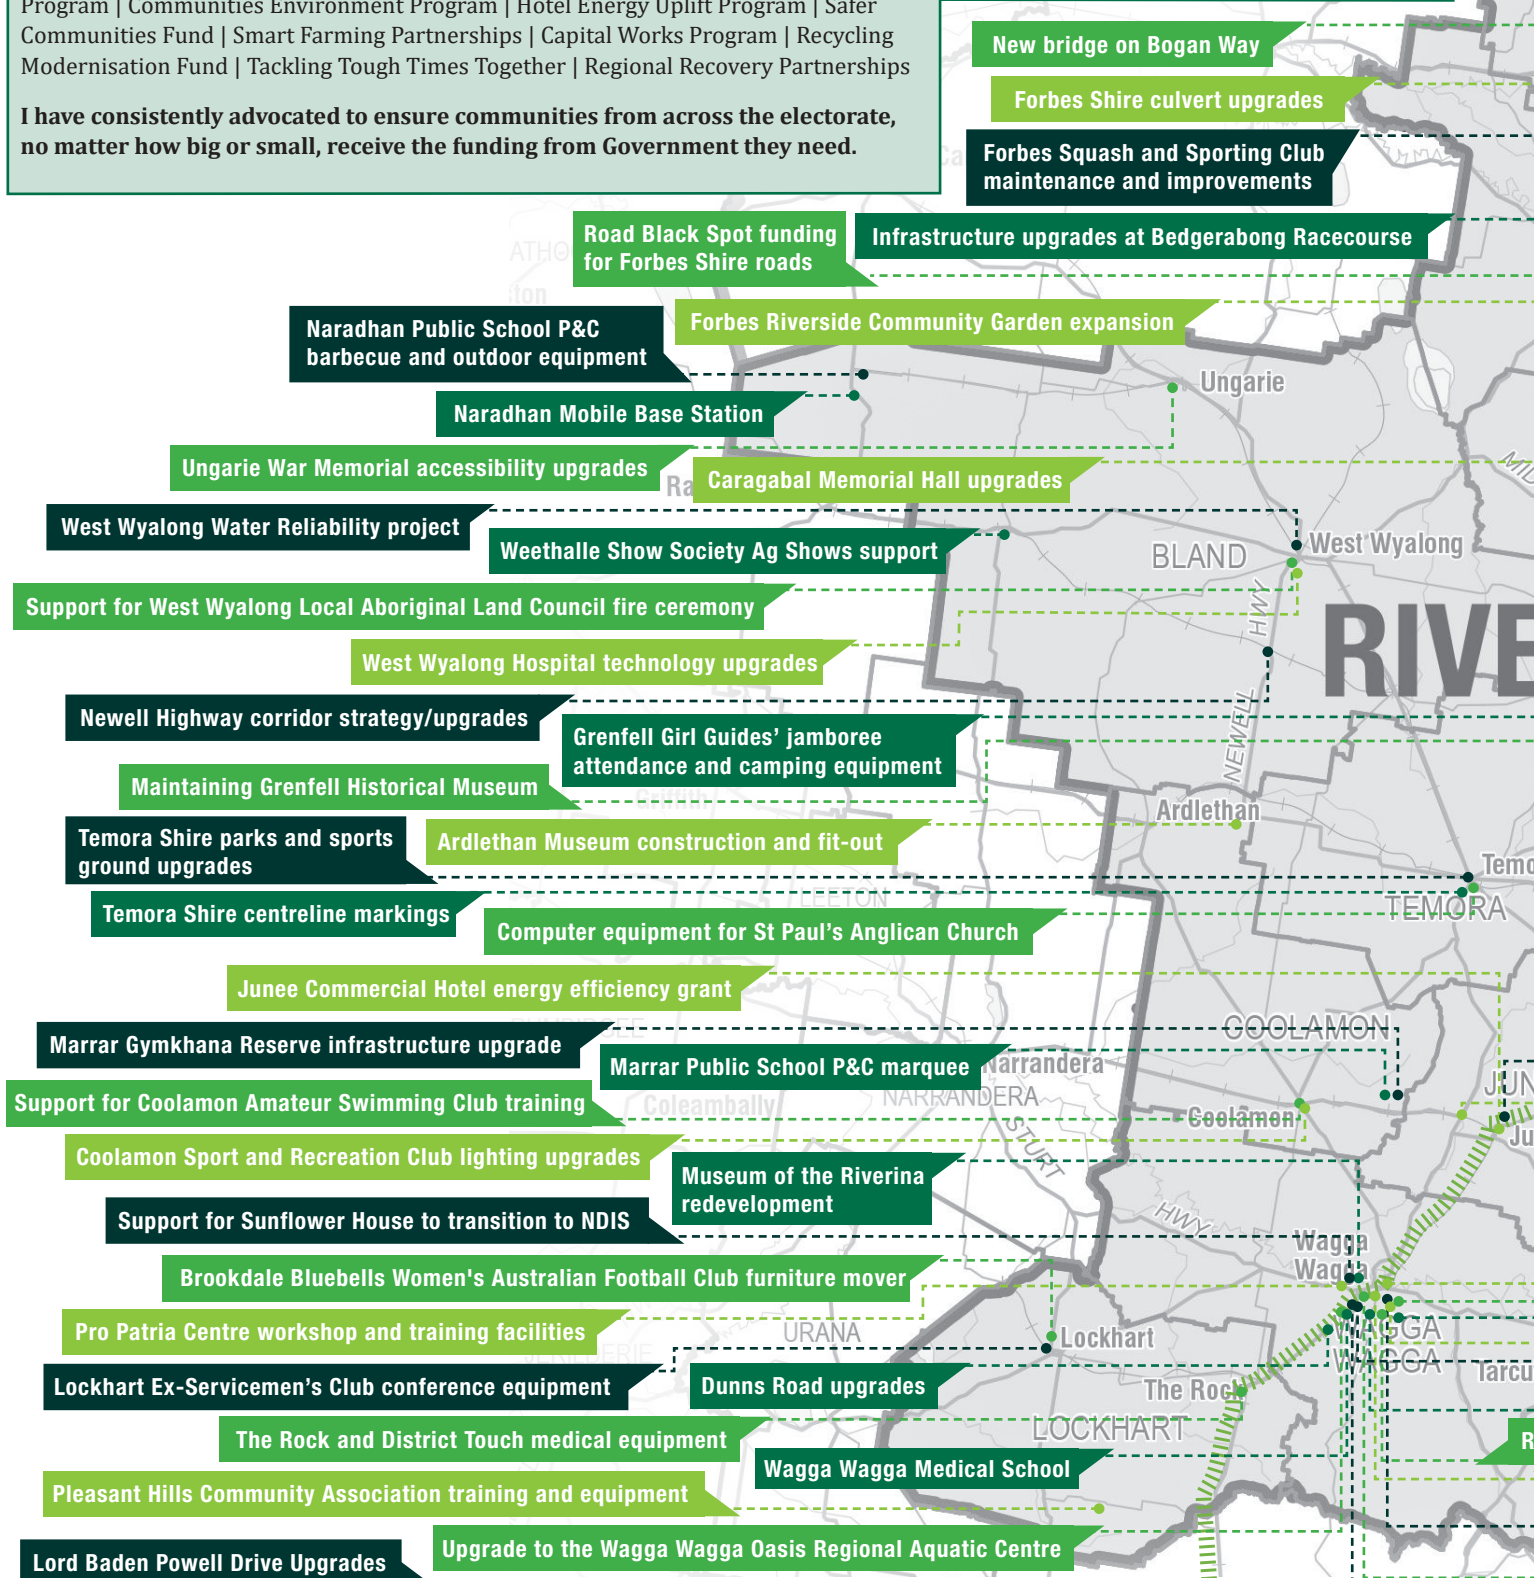 Program | Communities Environment Program | Hotel Energy Uplift Program | Safer
Communities Fund | Smart Farming Partnerships | Capital Works Program | Recycling
Modernisation Fund | Tackling Tough Times Together | Regional Recovery Partnerships
I have consistently advocated to ensure communities from across the electorate,
no matter how big or small, receive the funding from Government they need.
New bridge on Bogan Way
Forbes Shire culvert upgrades
Forbes Squash and Sporting Club
maintenance and improvements
Road Black Spot funding
for Forbes Shire roads
Infrastructure upgrades at Bedgerabong Racecourse
Naradhan Public School P&C
barbecue and outdoor equipment
Forbes Riverside Community Garden expansion
Ungarie
Naradhan Mobile Base Station
Ungarie War Memorial accessibility upgrades
Caragabal Memorial Hall upgrades
West Wyalong Water Reliability project
Weethalle Show Society Ag Shows support
BLAND
West Wyalong
Support for West Wyalong Local Aboriginal Land Council fire ceremony
HWY
RIVE
West Wyalong Hospital technology upgrades
Newell Highway corridor strategy/upgrades
NEWELL
Grenfell Girl Guides' jamboree
attendance and camping equipment
Maintaining Grenfell Historical Museum
Griffith
Ardlethan
Temora Shire parks and sports
ground upgrades
Ardlethan Museum construction and fit-out
Temo
LEETON
TEMORA
Temora Shire centreline markings
Computer equipment for St Paul's Anglican Church
Junee Commercial Hotel energy efficiency grant
COOLAMON
Marrar Gymkhana Reserve infrastructure upgrade
Marrar Public School P&C marquee
Narrandera
NARRANDERA
JUN
Support for Coolamon Amateur Swimming Club training
Coleambally
Coolamon
Ju
STURT
Coolamon Sport and Recreation Club lighting upgrades
Museum of the Riverina
redevelopment
HWY
Support for Sunflower House to transition to NDIS
Wagga
Wagga
Brookdale Bluebells Women's Australian Football Club furniture mover
Pro Patria Centre workshop and training facilities
URANA
Lockhart
WAGGA
WAGGA
Tarcu
Lockhart Ex-Servicemen's Club conference equipment
Dunns Road upgrades
The Rock
LOCKHART
The Rock and District Touch medical equipment
R
Wagga Wagga Medical School
Pleasant Hills Community Association training and equipment
Upgrade to the Wagga Wagga Oasis Regional Aquatic Centre
Lord Baden Powell Drive Upgrades